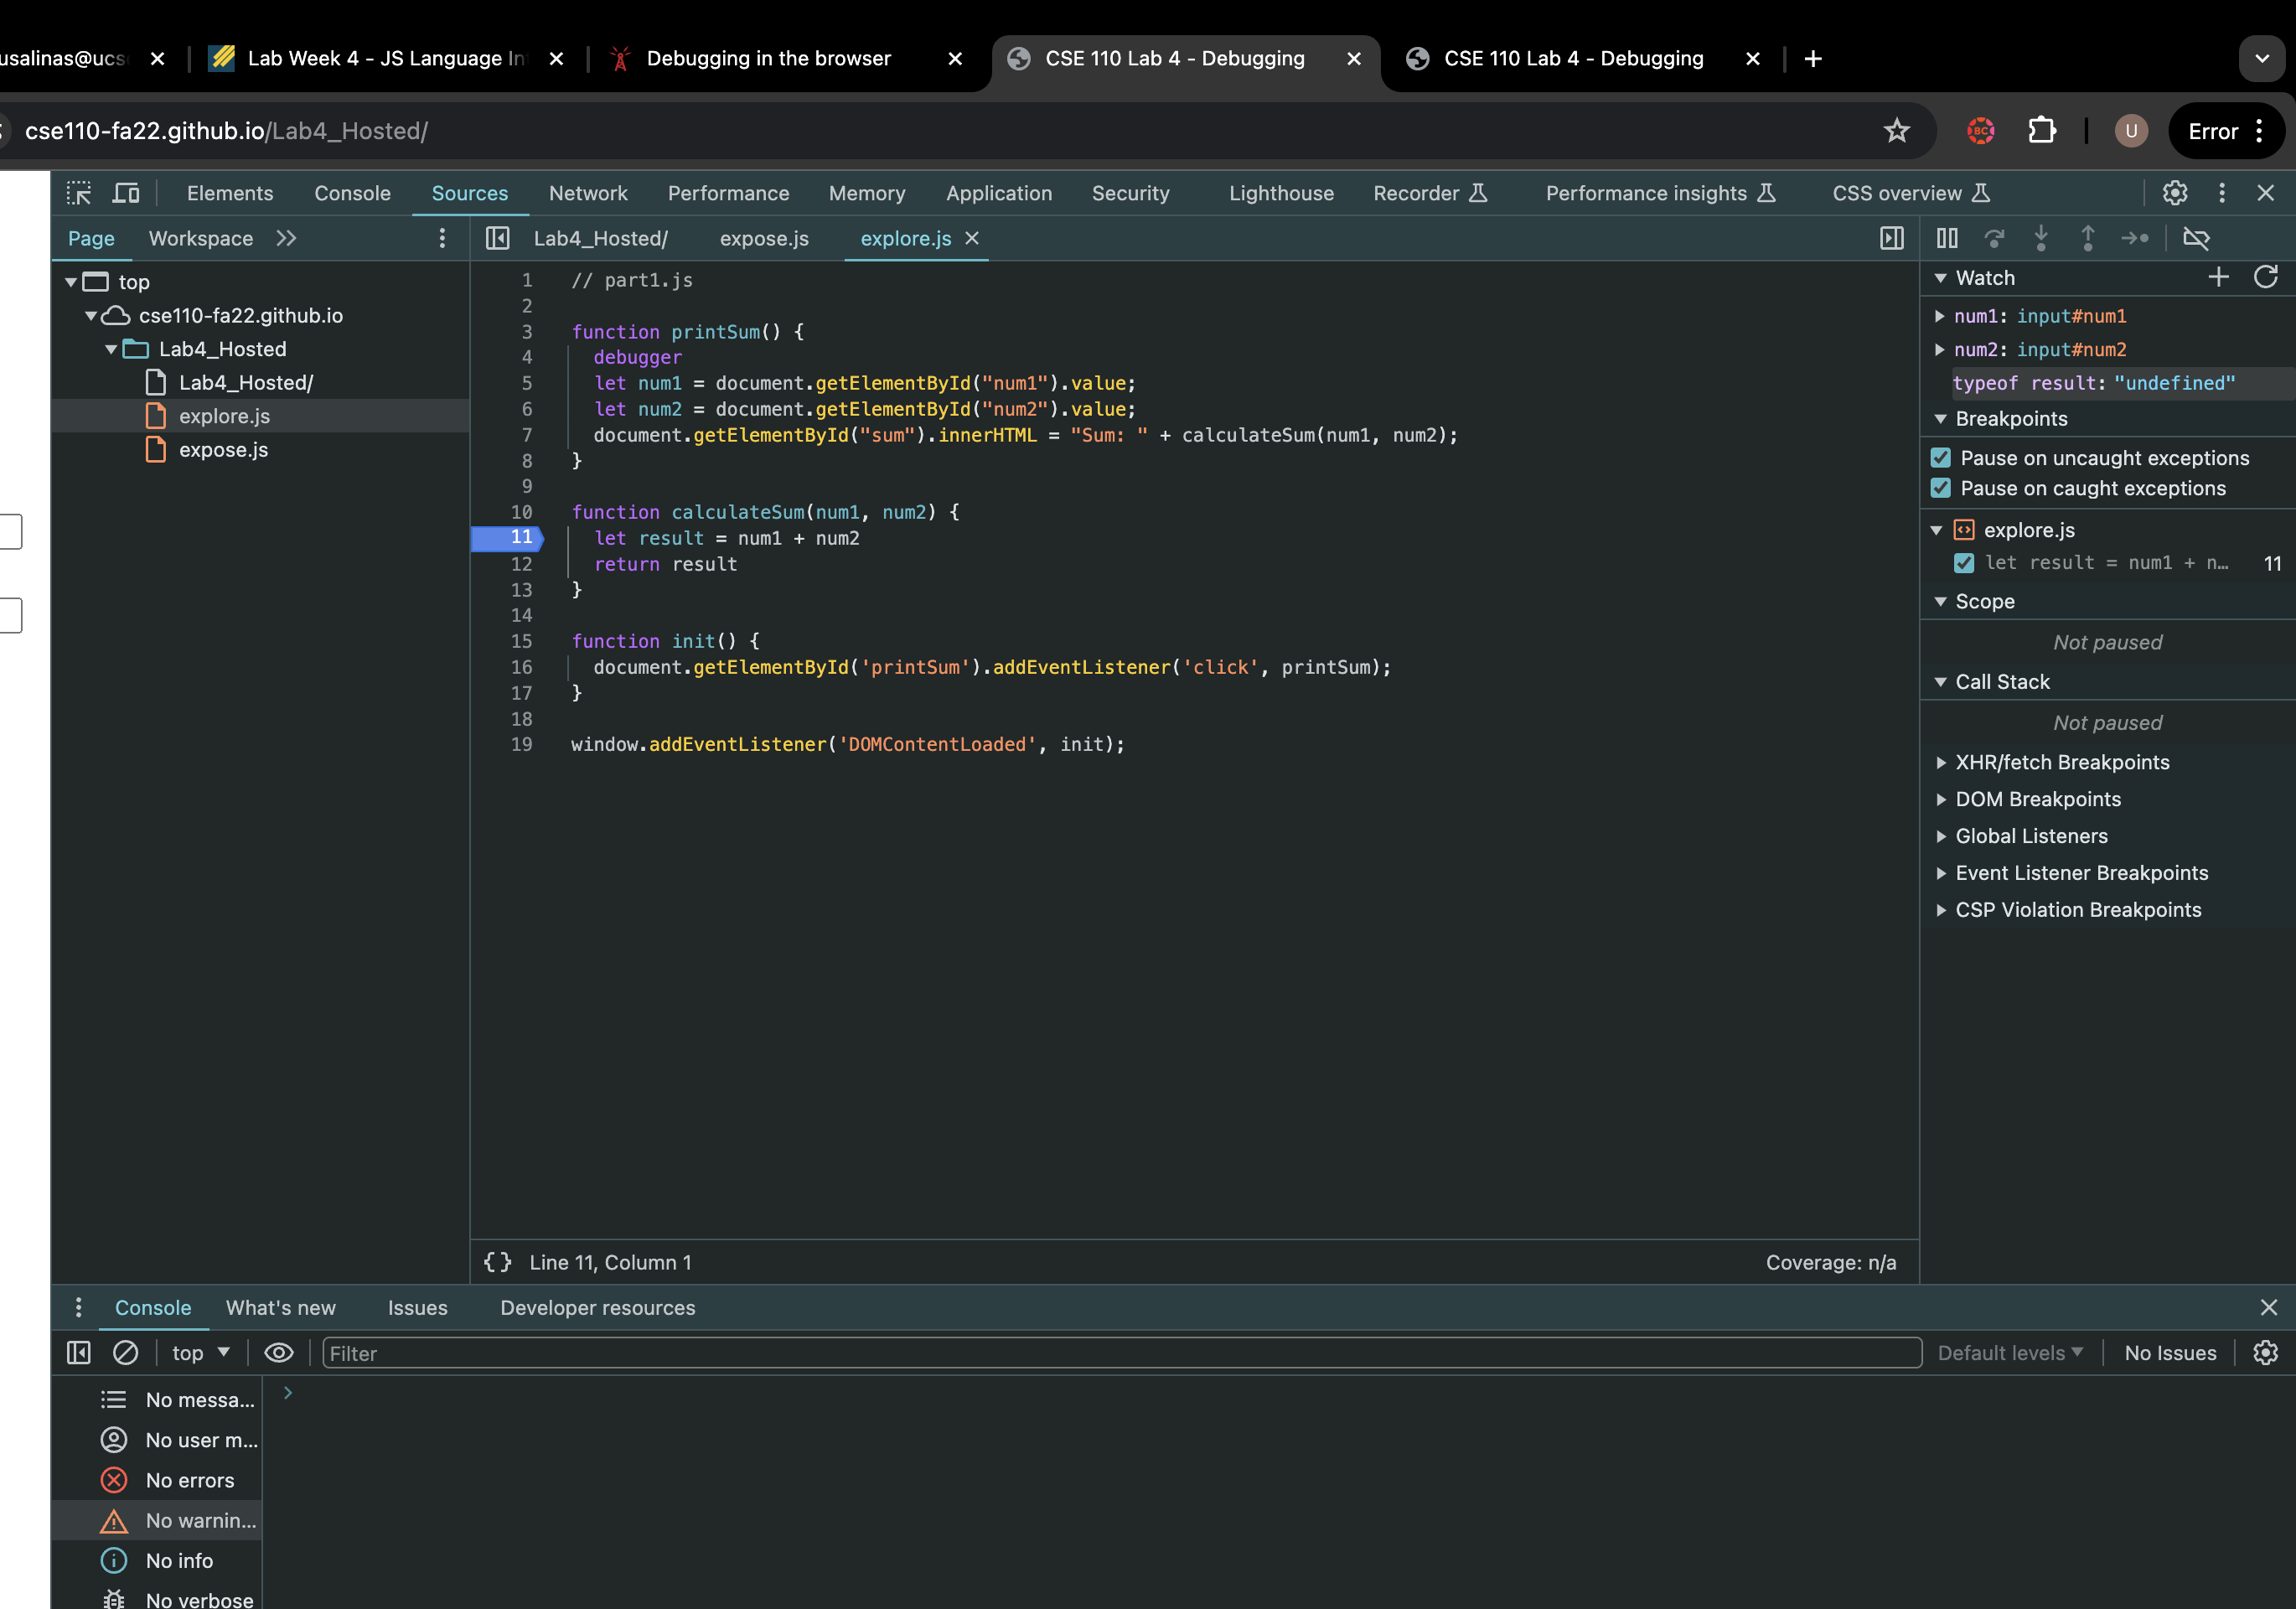 usalinas@ucs
Lab Week 4 - JS Language In
Debugging in the browser
CSE 110 Lab 4 - Debugging
CSE 110 Lab 4 - Debugging
cse110-fa22.github.io/Lab4_Hosted/
BC
U
Error
Elements Console Sources Network Performance Memory Application Security Lighthouse Recorder Performance insights CSS overview
Page Workspace
Lab4_Hosted/ expose.js explore.js
top
cse110-fa22.github.io
Lab4_Hosted
Lab4_Hosted/
explore.js
expose.js
1 // part1.js
2
3 function printSum() {
4 debugger
5 let num1 = document.getElementById("num1").value;
6 let num2 = document.getElementById("num2").value;
7 document.getElementById("sum").innerHTML = "Sum: " + calculateSum(num1, num2);
8 }
9
10 function calculateSum(num1, num2) {
11 let result = num1 + num2
12 return result
13 }
14
15 function init() {
16 document.getElementById('printSum').addEventListener('click', printSum);
17 }
18
19 window.addEventListener('DOMContentLoaded', init);
Watch
num1: input#num1
num2: input#num2
typeof result: "undefined"
Breakpoints
Pause on uncaught exceptions
Pause on caught exceptions
explore.js
let result = num1 + n… 11
Scope
Not paused
Call Stack
Not paused
XHR/fetch Breakpoints
DOM Breakpoints
Global Listeners
Event Listener Breakpoints
CSP Violation Breakpoints
{} Line 11, Column 1
Coverage: n/a
Console What's new Issues Developer resources
top
Filter
Default levels
No Issues
No messa...
No user m...
No errors
No warnin...
No info
No verbose